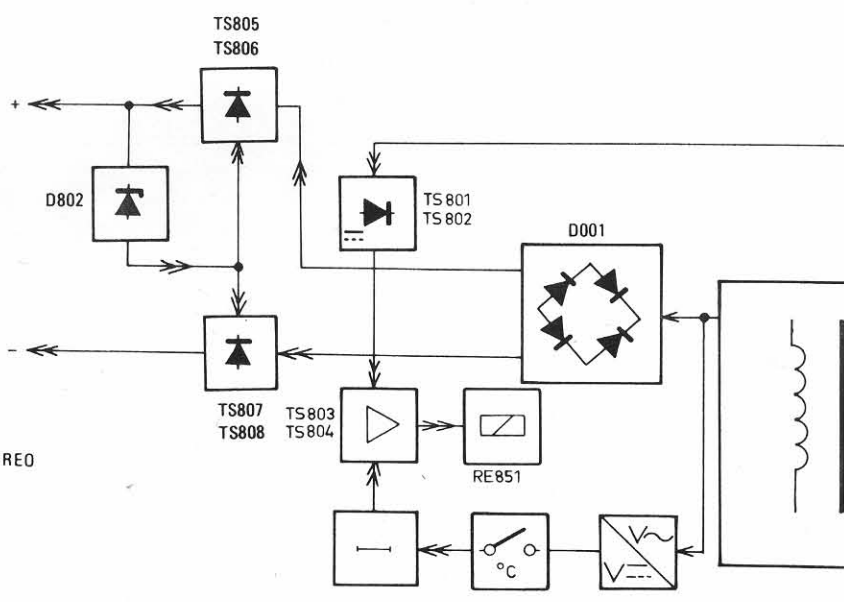 TS805
TS806
+
D802
TS801
TS802
D001
-
TS807
TS808
TS803
TS804
RE851
REO
°C
V~
V